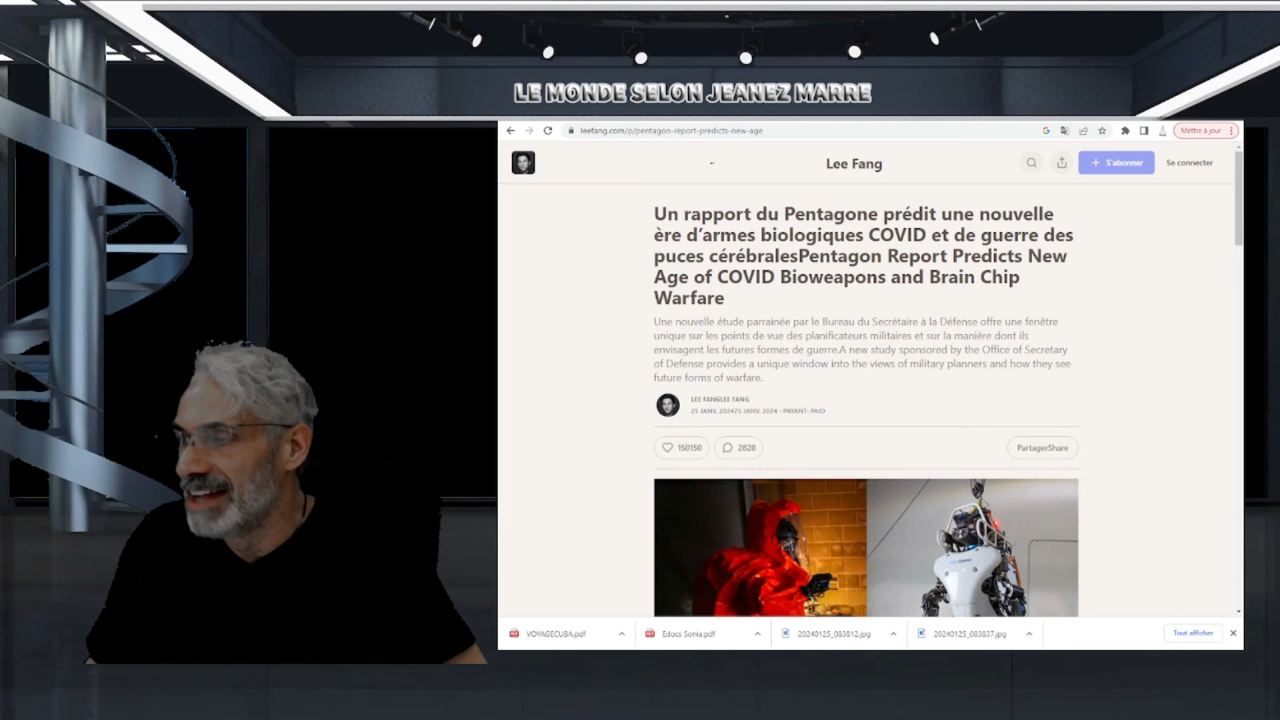 LE MONDE SELON JEANEZ MARRE
leefang.com/p/pentagon-report-predicts-new-age
Mettre à jour
Lee Fang
+ S'abonner
Se connecter
Un rapport du Pentagone prédit une nouvelle
ère d'armes biologiques COVID et de guerre des
puces cérébralesPentagon Report Predicts New
Age of COVID Bioweapons and Brain Chip
Warfare
Une nouvelle étude parrainée par le Bureau du Secrétaire à la Défense offre une fenêtre
unique sur les points de vue des planificateurs militaires et sur la manière dont ils
envisagent les futures formes de guerre.A new study sponsored by the Office of Secretary
of Defense provides a unique window into the views of military planners and how they see
future forms of warfare.
LEE FANGLEE FANG
25 JANV. 202425 JANV. 2024 · PAYANT· PAID
150150
2828
PartagerShare
VOYAGECUBA.pdf
Edocs Sonia.pdf
20240125_083812.jpg
20240125_083837.jpg
Tout afficher